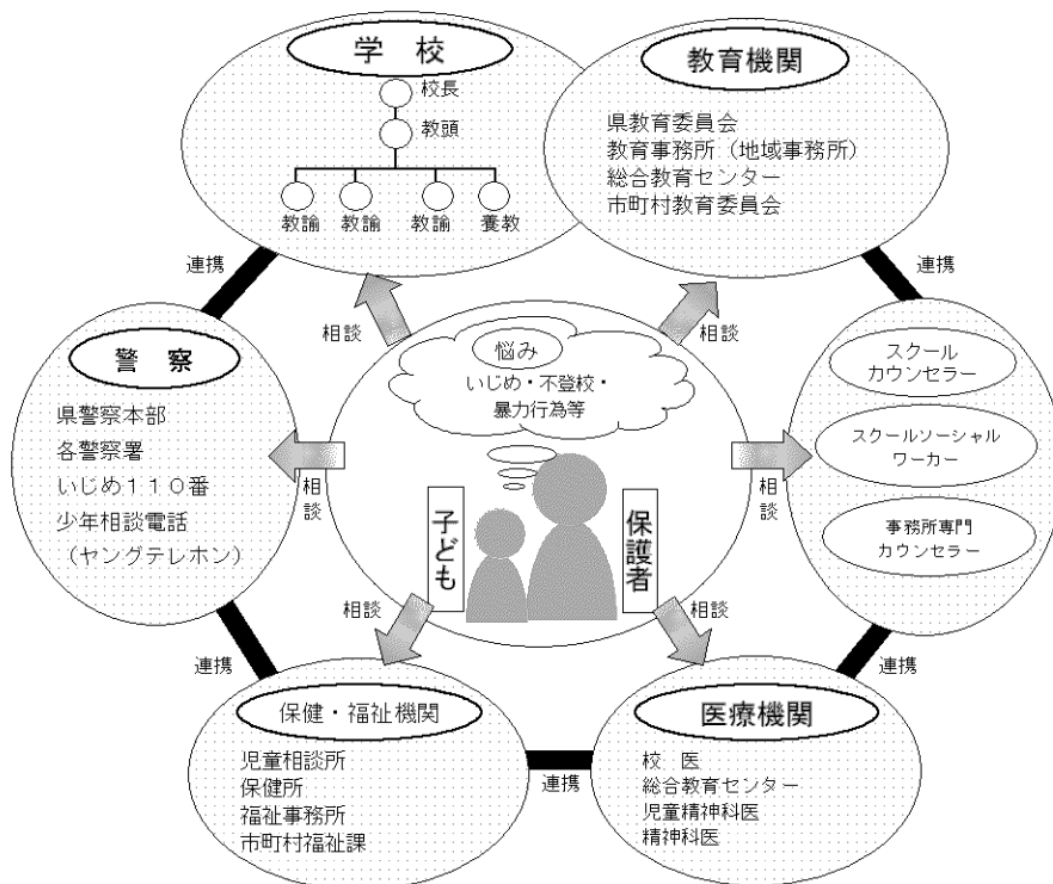 学　校
校長
教頭
教諭
教諭
教諭
養教
教育機関
県教育委員会
教育事務所（地域事務所）
総合教育センター
市町村教育委員会
連携
連携
相談
相談
警　察
県警察本部
各警察署
いじめ１１０番
少年相談電話
（ヤングテレホン）
悩み
いじめ・不登校・
暴力行為等
スクール
カウンセラー
スクールソーシャル
ワーカー
事務所専門
カウンセラー
相談
相談
子ども
保護者
相談
相談
連携
連携
保健・福祉機関
児童相談所
保健所
福祉事務所
市町村福祉課
連携
医療機関
校　医
総合教育センター
児童精神科医
精神科医